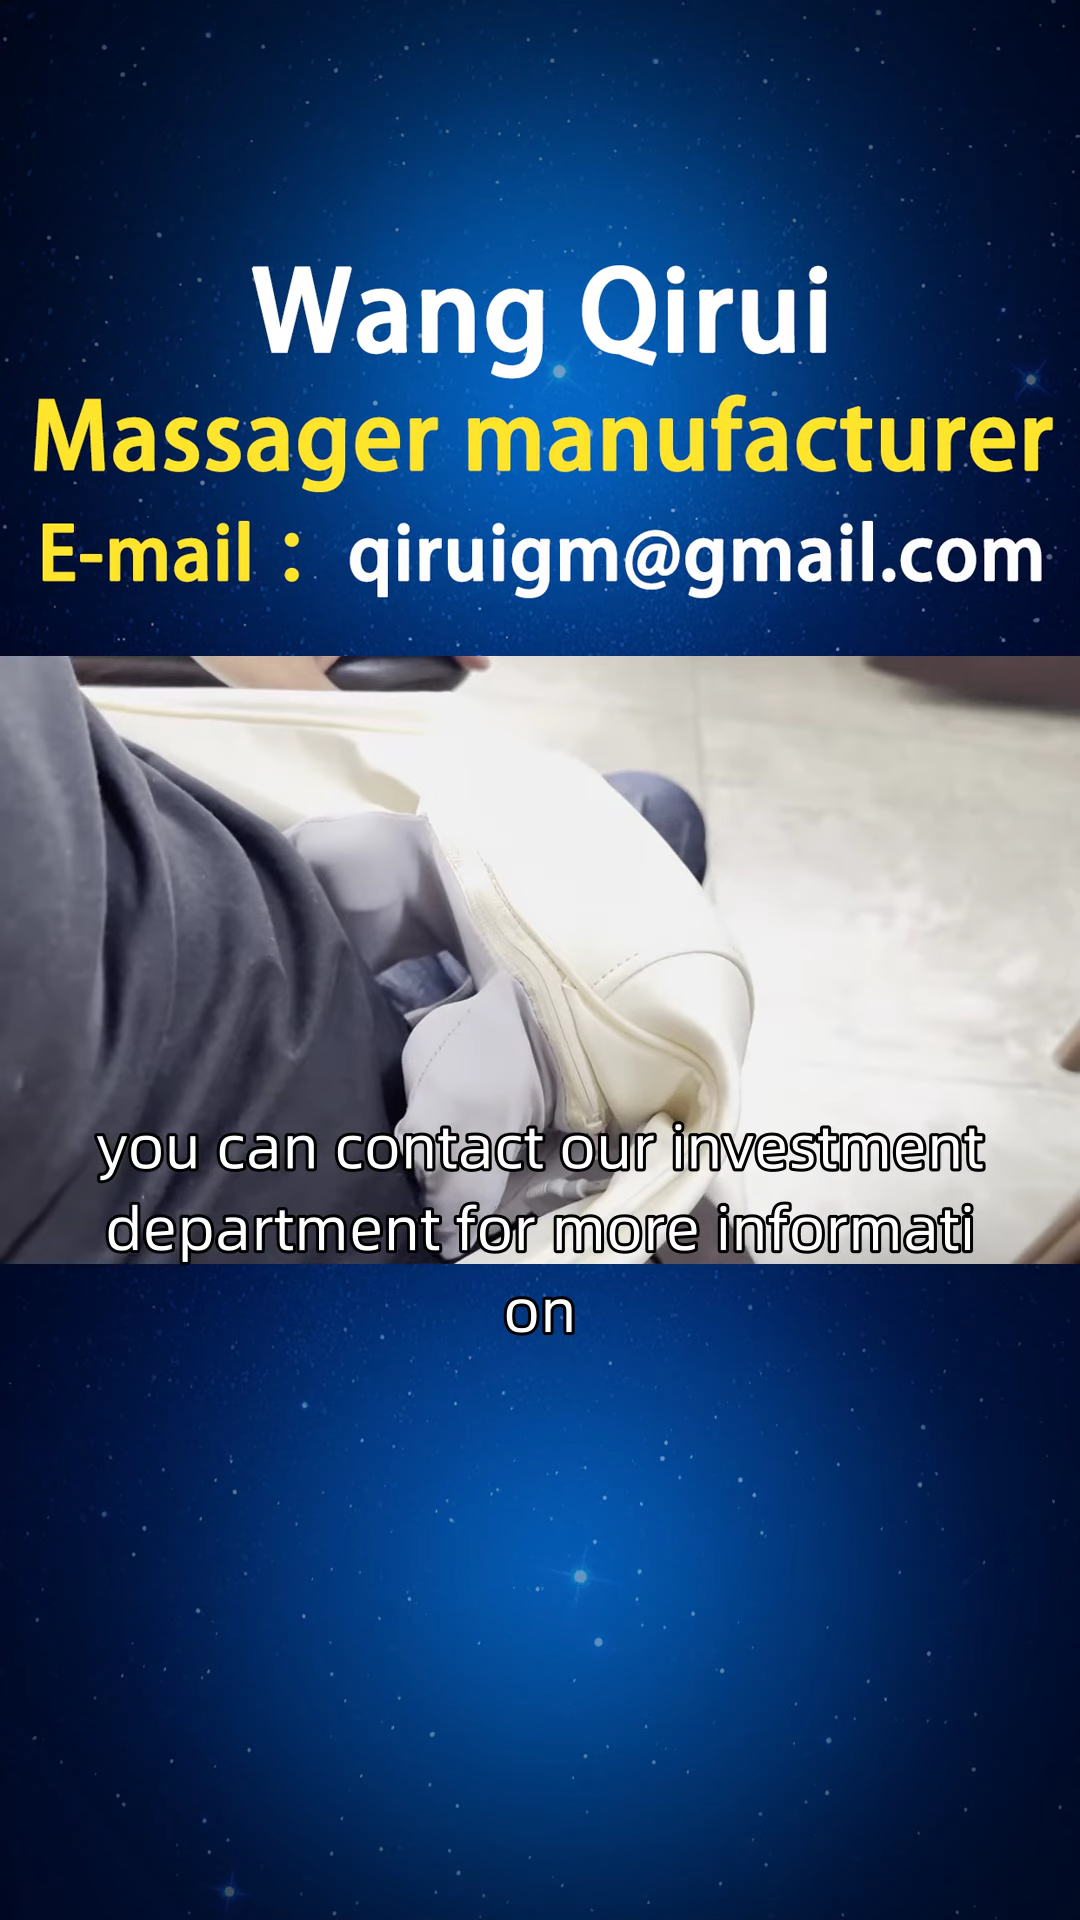 Wang Qirui
Massager manufacturer
E-mail： qiruigm@gmail.com
you can contact our investment
department for more informati
on